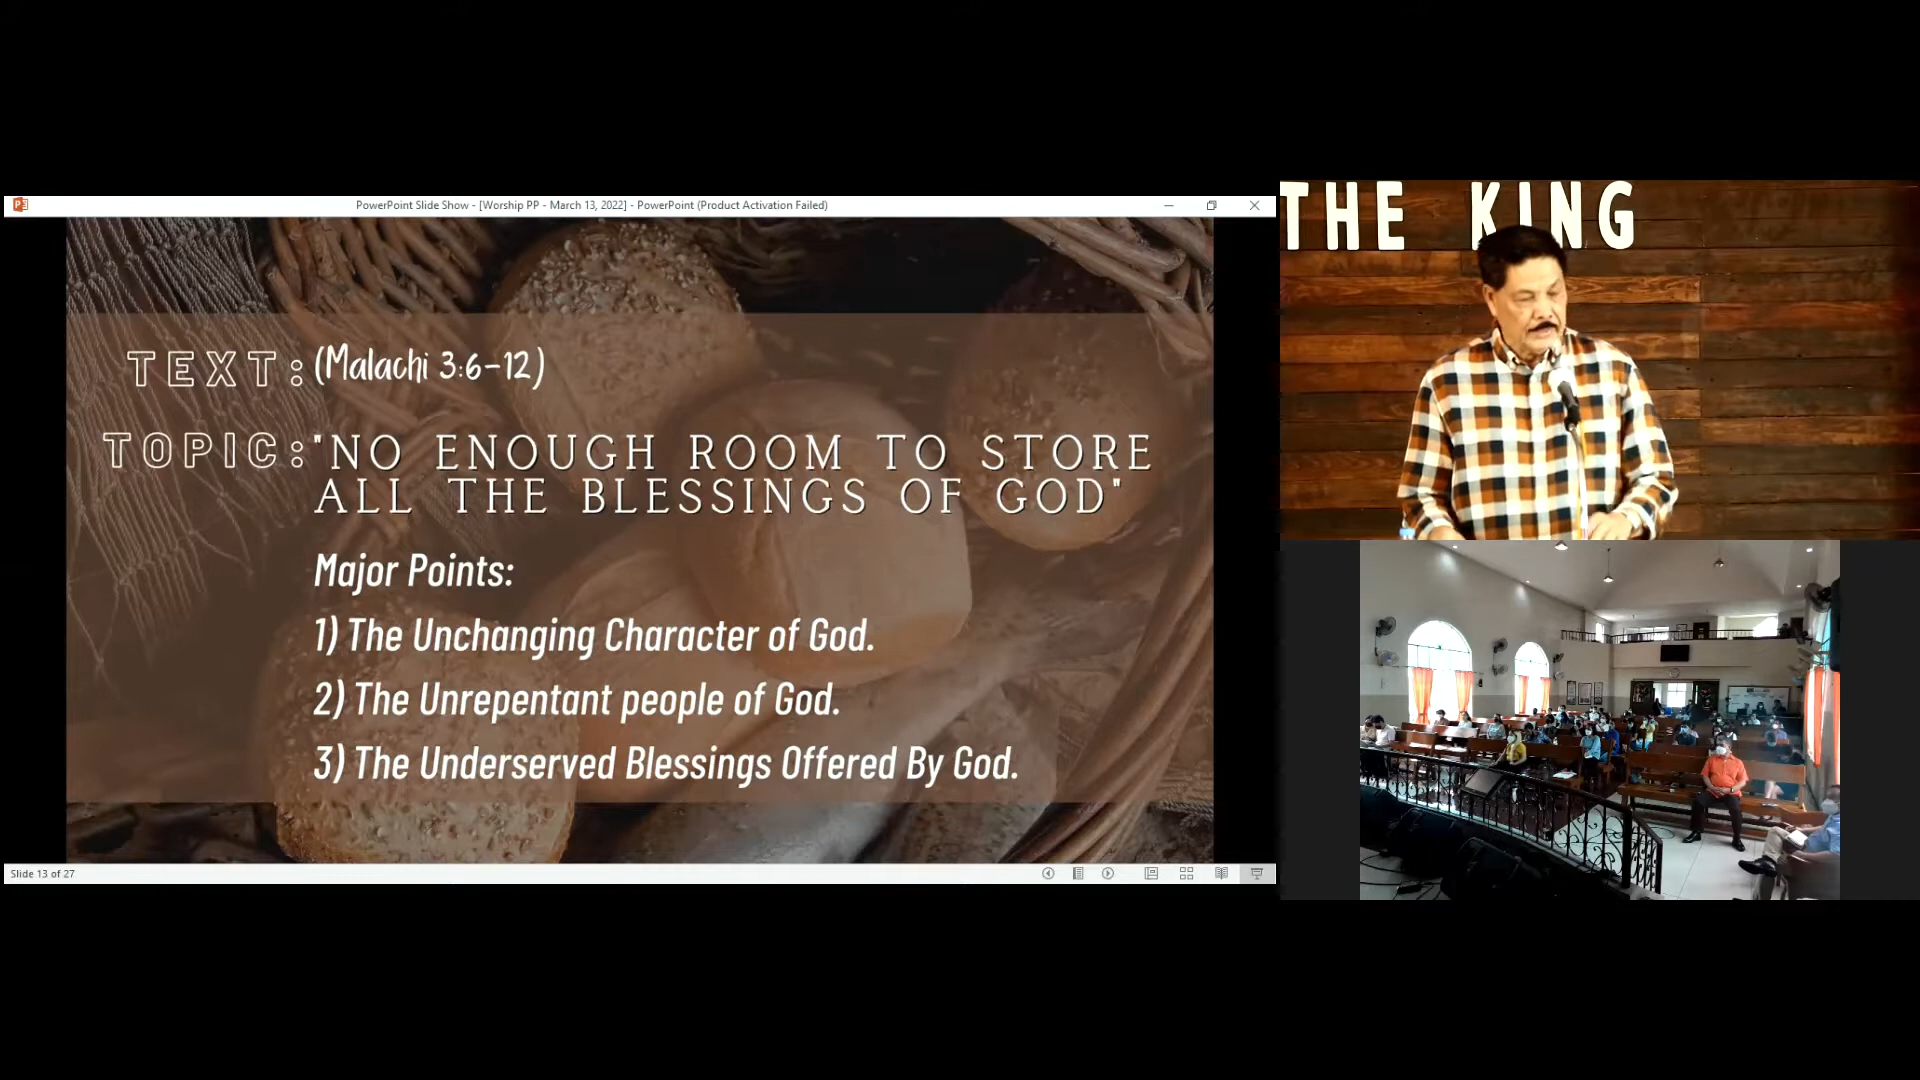 PowerPoint Slide Show - [Worship PP - March 13, 2022] - PowerPoint (Product Activation Failed)
TEXT: (Malachi 3:6-12)
TOPIC: "NO ENOUGH ROOM TO STORE
ALL THE BLESSINGS OF GOD"
Major Points:
1) The Unchanging Character of God.
2) The Unrepentant people of God.
3) The Underserved Blessings Offered By God.
Slide 13 of 27
THE KING